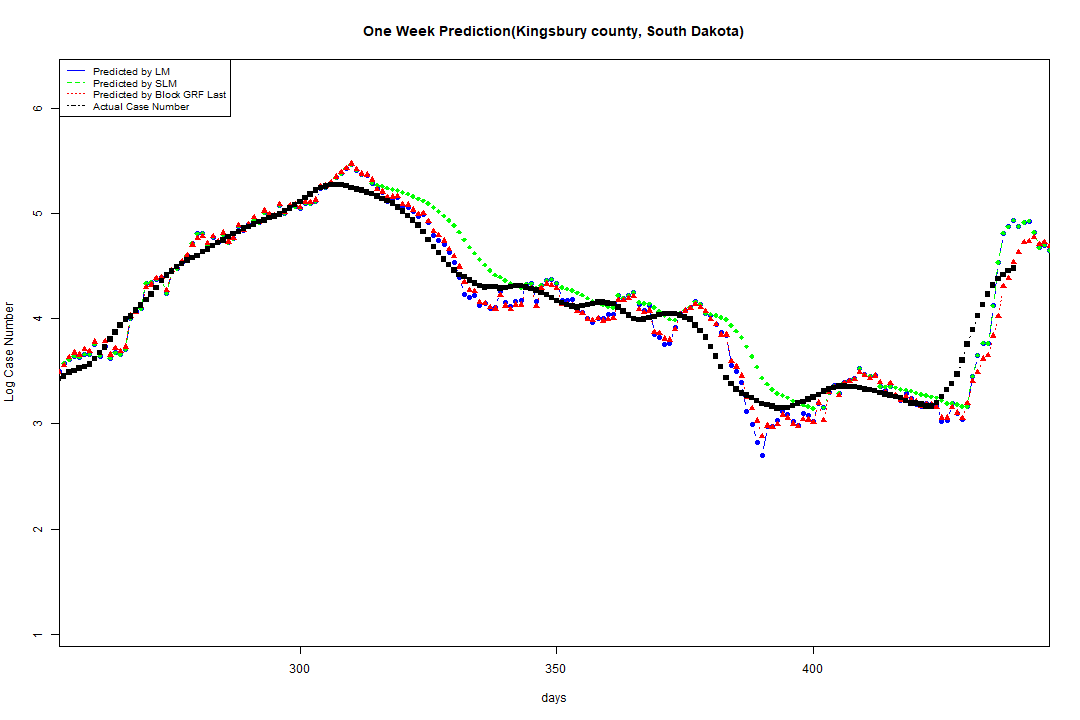 One Week Prediction(Kingsbury county, South Dakota)
Predicted by LM
Predicted by SLM
Predicted by Block GRF Last
Actual Case Number
6
5
4
3
2
1
Log Case Number
300
350
400
days